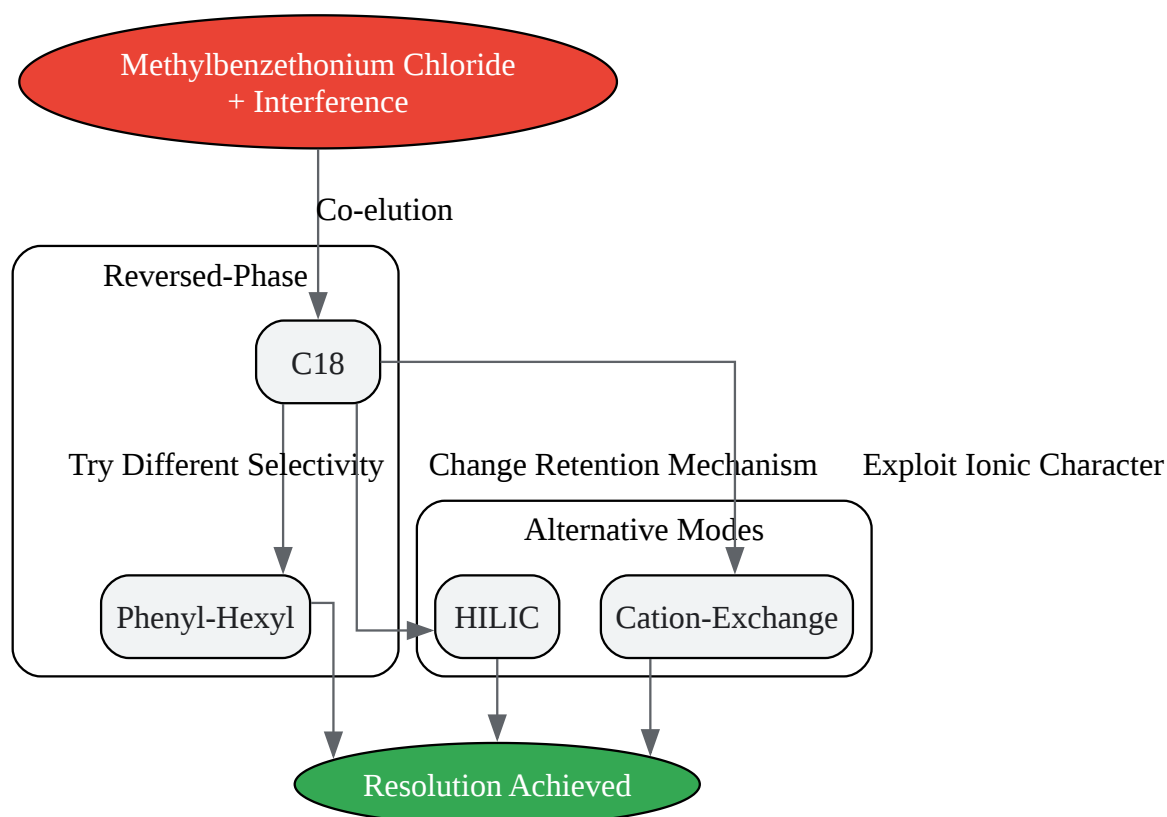 Methylbenzethonium Chloride
+ Interference
Co-elution
Reversed-Phase
C18
Try Different Selectivity
Change Retention Mechanism
Exploit Ionic Character
Alternative Modes
Phenyl-Hexyl
HILIC
Cation-Exchange
Resolution Achieved